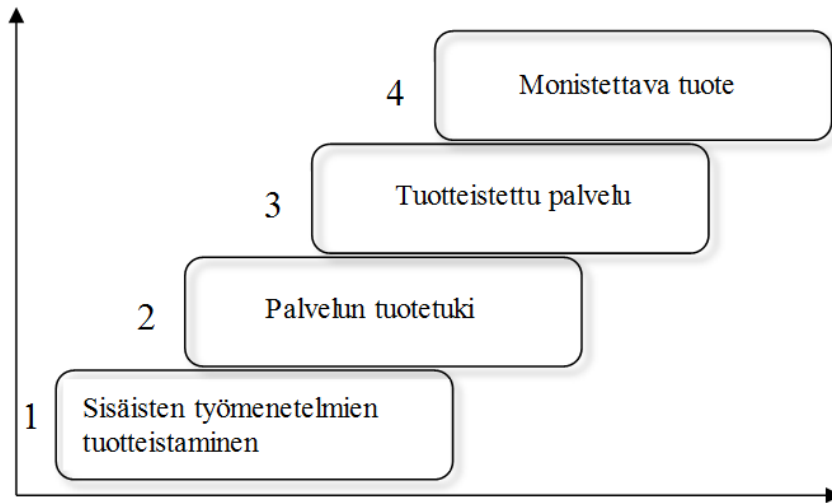 4
Monistettava tuote
3
Tuotteistettu palvelu
2
Palvelun tuotetuki
1
Sisäisten työmenetelmien
tuotteistaminen